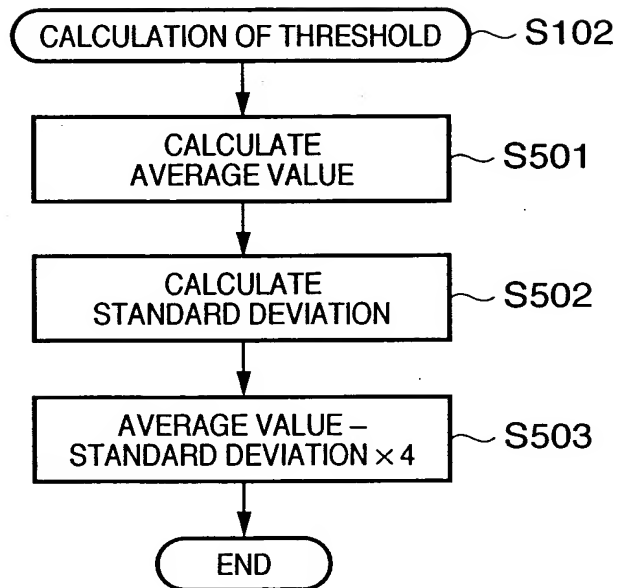 CALCULATION OF THRESHOLD
S102
CALCULATE
AVERAGE VALUE
S501
CALCULATE
STANDARD DEVIATION
S502
AVERAGE VALUE –
STANDARD DEVIATION × 4
S503
END